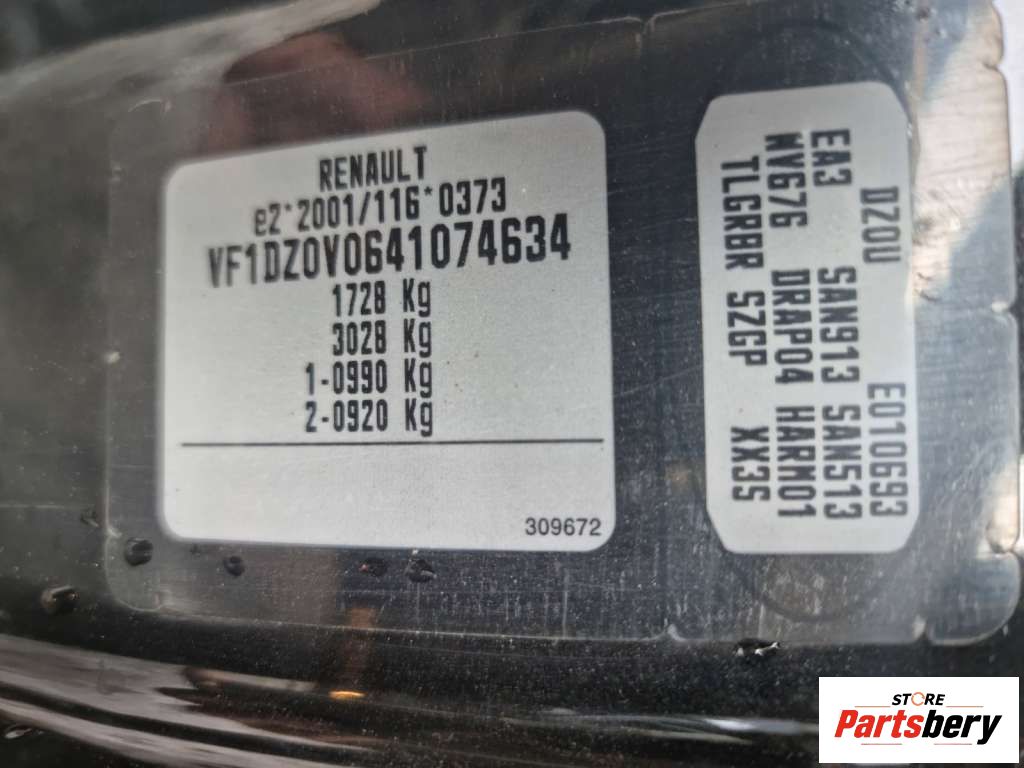 RENAULT
e2*2001/116*0373
VF1DZ0V0641074634
1728 Kg
3028 Kg
1-0990 Kg
2-0920 Kg
309672
DZ0U E010693
EA3 SAN913 SAN513
MV676 DRAP04 HARM01
TLGRBR SZGP XX3S
STORE
Partsbery